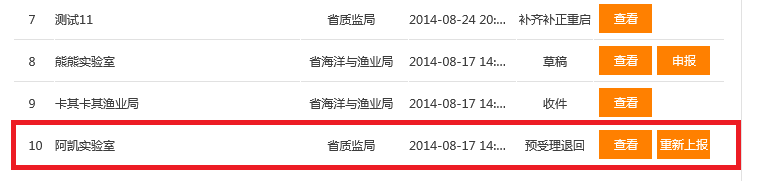 7 测试11 省质监局 2014-08-24 20:... 补齐补正重启 查看
8 熊熊实验室 省海洋与渔业局 2014-08-17 14:... 草稿 查看 申报
9 卡其卡其渔业局 省海洋与渔业局 2014-08-17 14:... 收件 查看
10 阿凯实验室 省质监局 2014-08-17 14:... 预受理退回 查看 重新上报